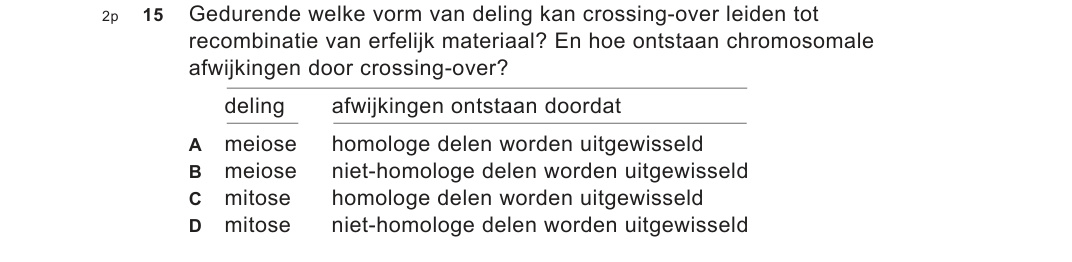 2p 15 Gedurende welke vorm van deling kan crossing-over leiden tot
recombinatie van erfelijk materiaal? En hoe ontstaan chromosomale
afwijkingen door crossing-over?
deling afwijkingen ontstaan doordat
A meiose homologe delen worden uitgewisseld
B meiose niet-homologe delen worden uitgewisseld
C mitose homologe delen worden uitgewisseld
D mitose niet-homologe delen worden uitgewisseld